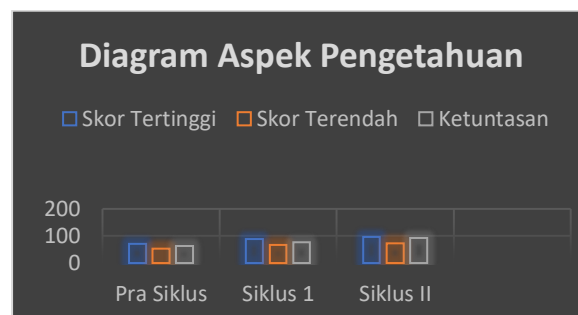 Diagram Aspek Pengetahuan
Skor Tertinggi Skor Terendah Ketuntasan
200
100
0
Pra Siklus Siklus 1 Siklus II